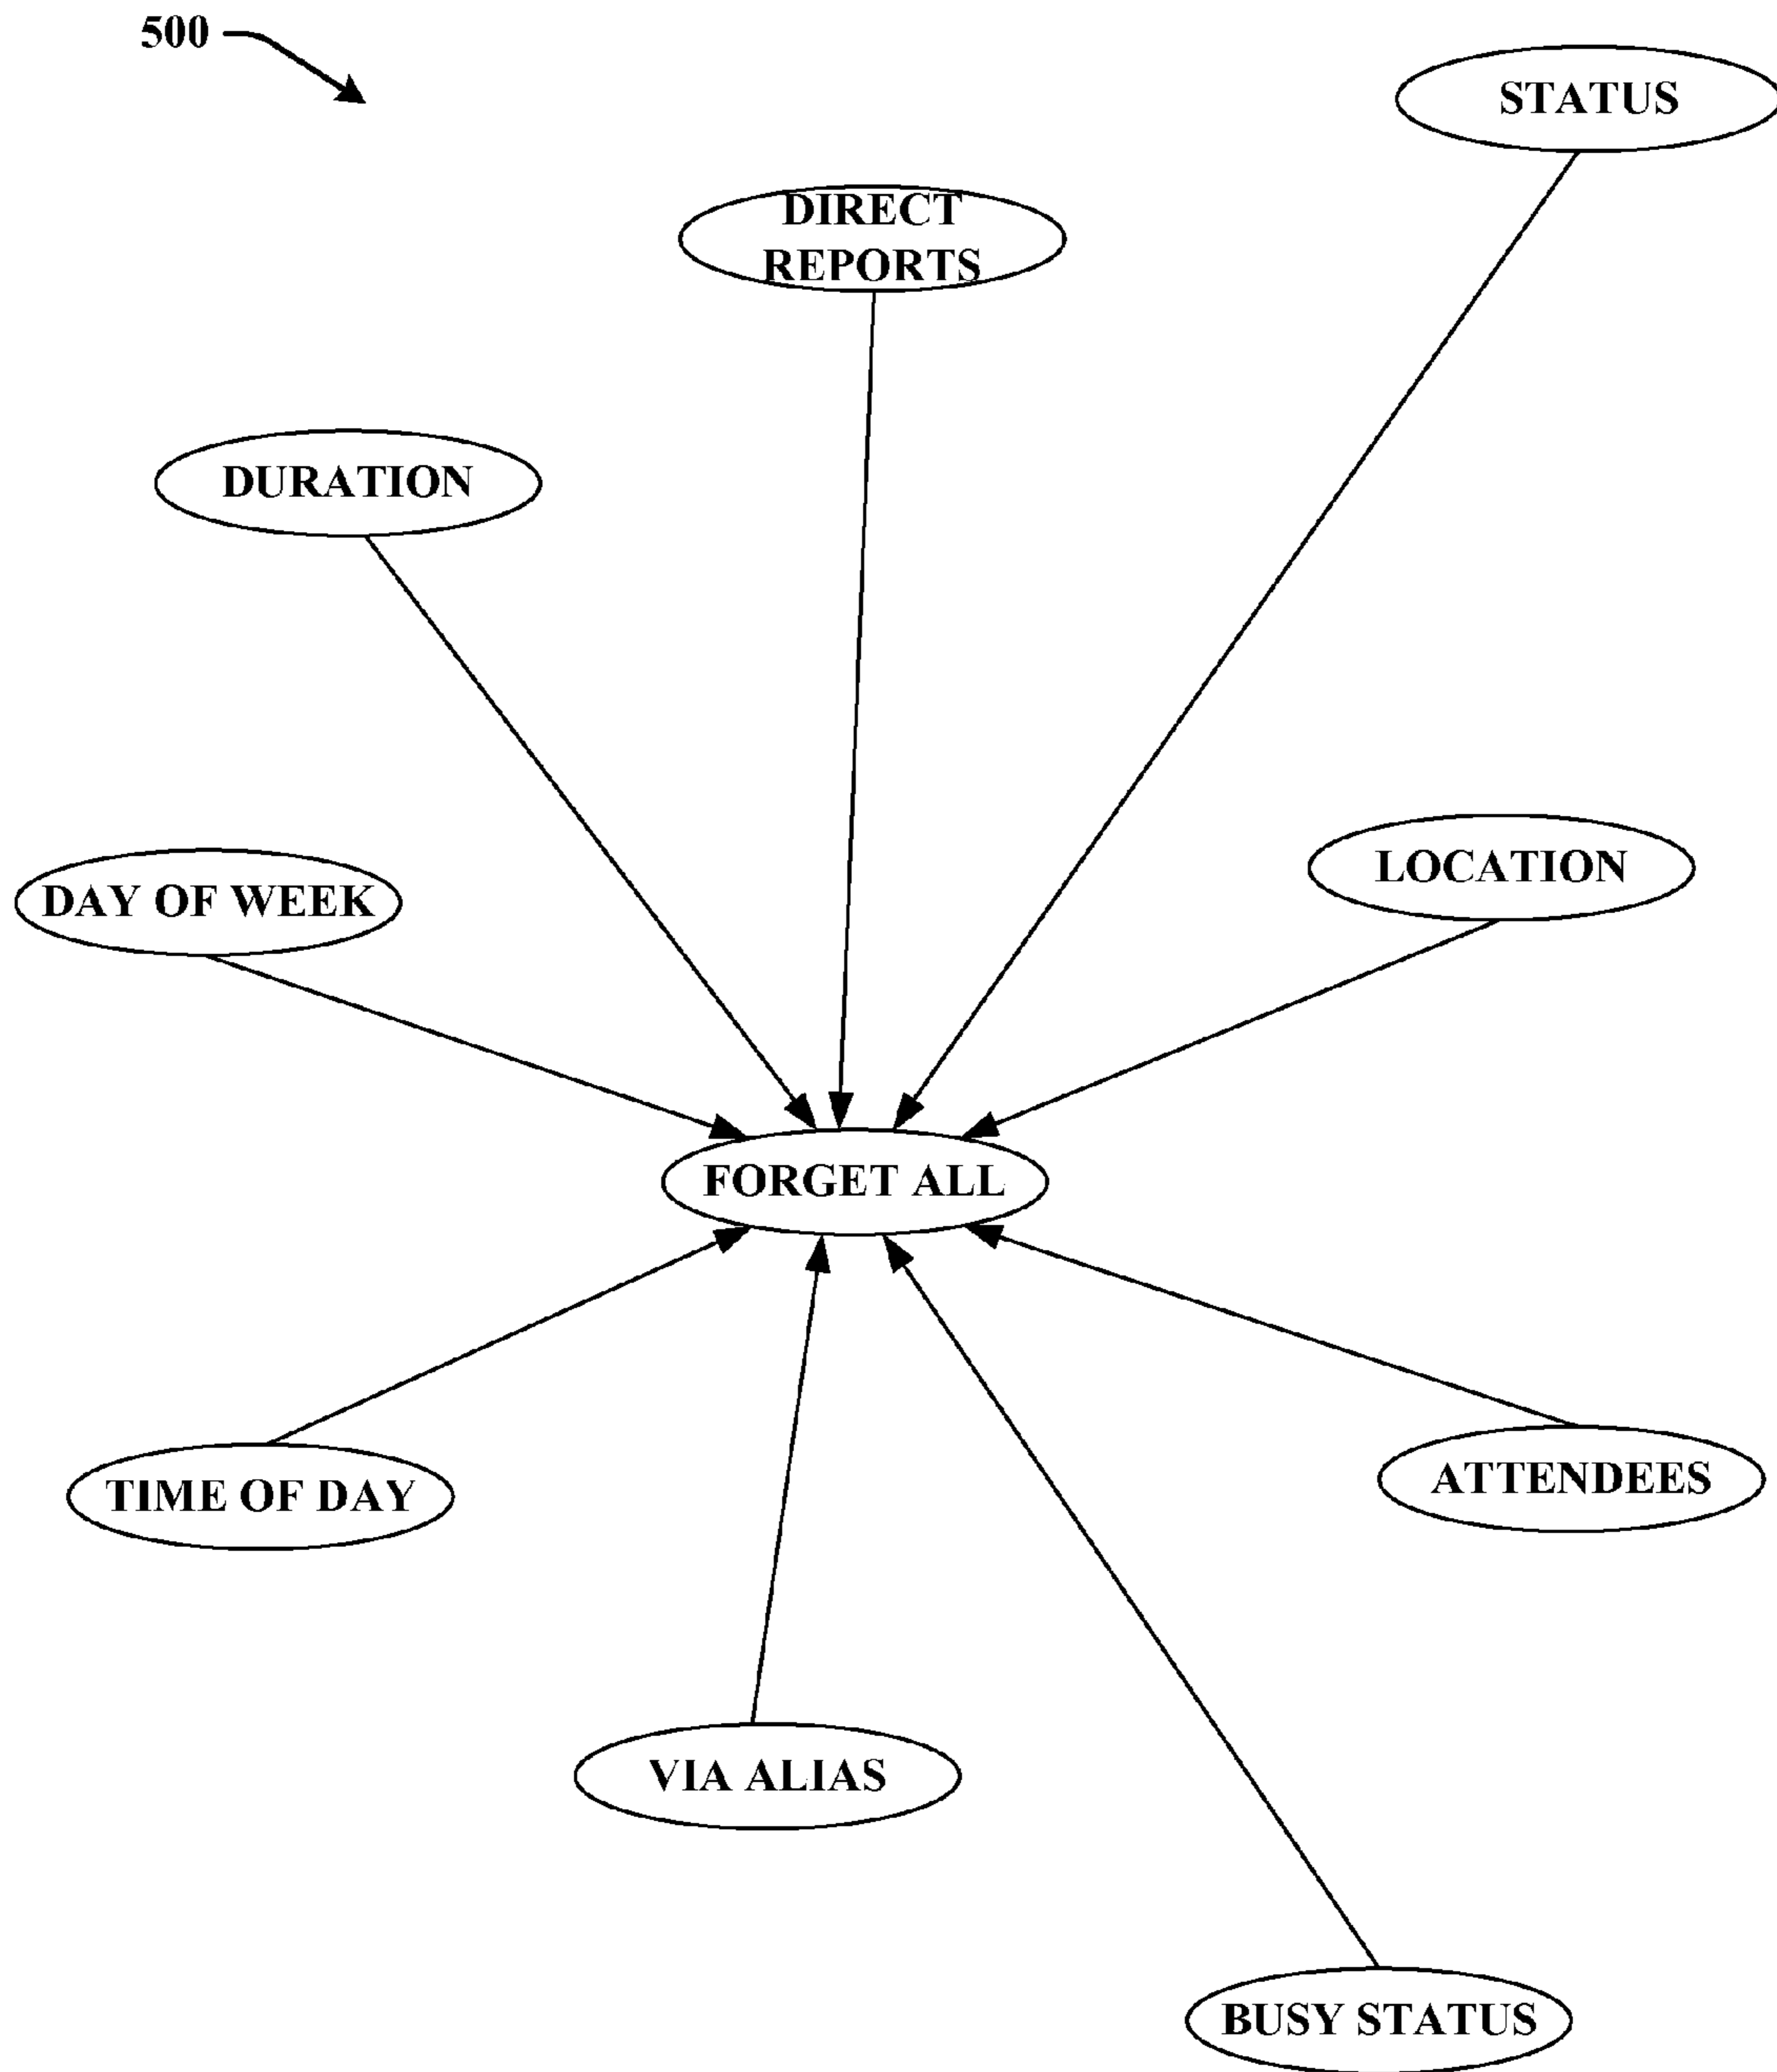 500
STATUS
DIRECT
REPORTS
DURATION
LOCATION
DAY OF WEEK
FORGET ALL
ATTENDEES
TIME OF DAY
VIA ALIAS
BUSY STATUS